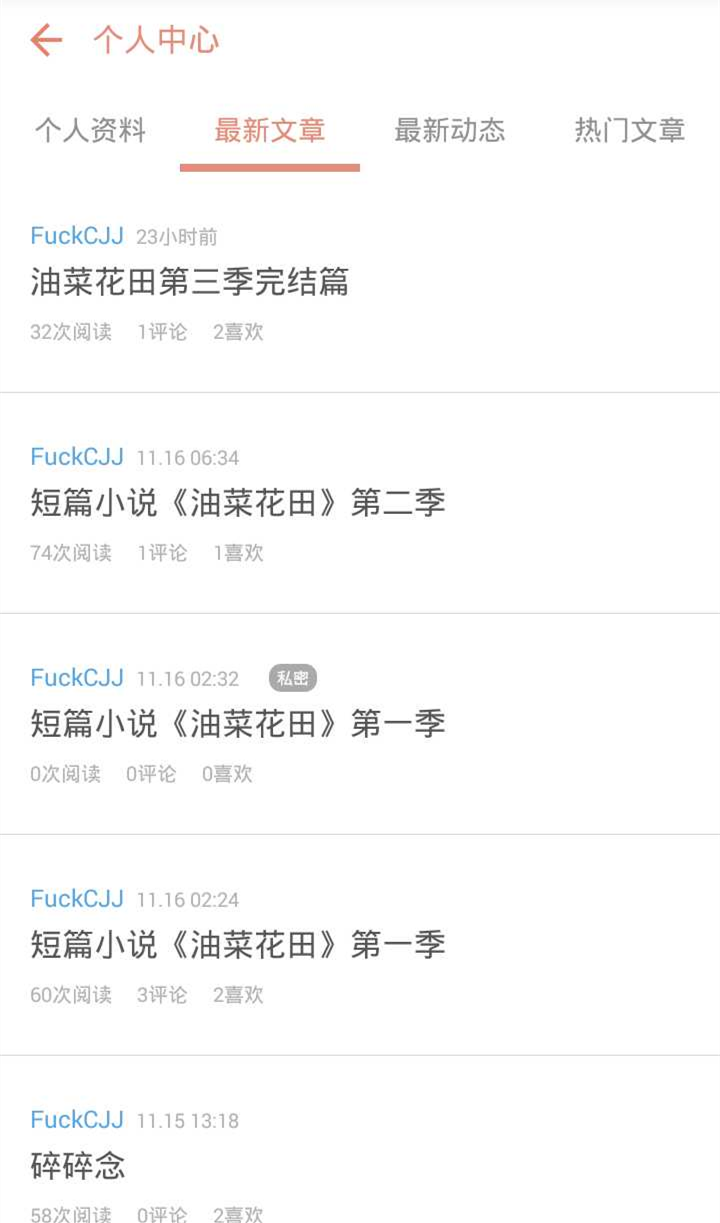 个人中心
个人资料 最新文章 最新动态 热门文章
FuckCJJ 23小时前
油菜花田第三季完结篇
32次阅读 1评论 2喜欢
FuckCJJ 11.16 06:34
短篇小说《油菜花田》第二季
74次阅读 1评论 1喜欢
FuckCJJ 11.16 02:32 私密
短篇小说《油菜花田》第一季
0次阅读 0评论 0喜欢
FuckCJJ 11.16 02:24
短篇小说《油菜花田》第一季
60次阅读 3评论 2喜欢
FuckCJJ 11.15 13:18
碎碎念
58次阅读 0评论 2喜欢